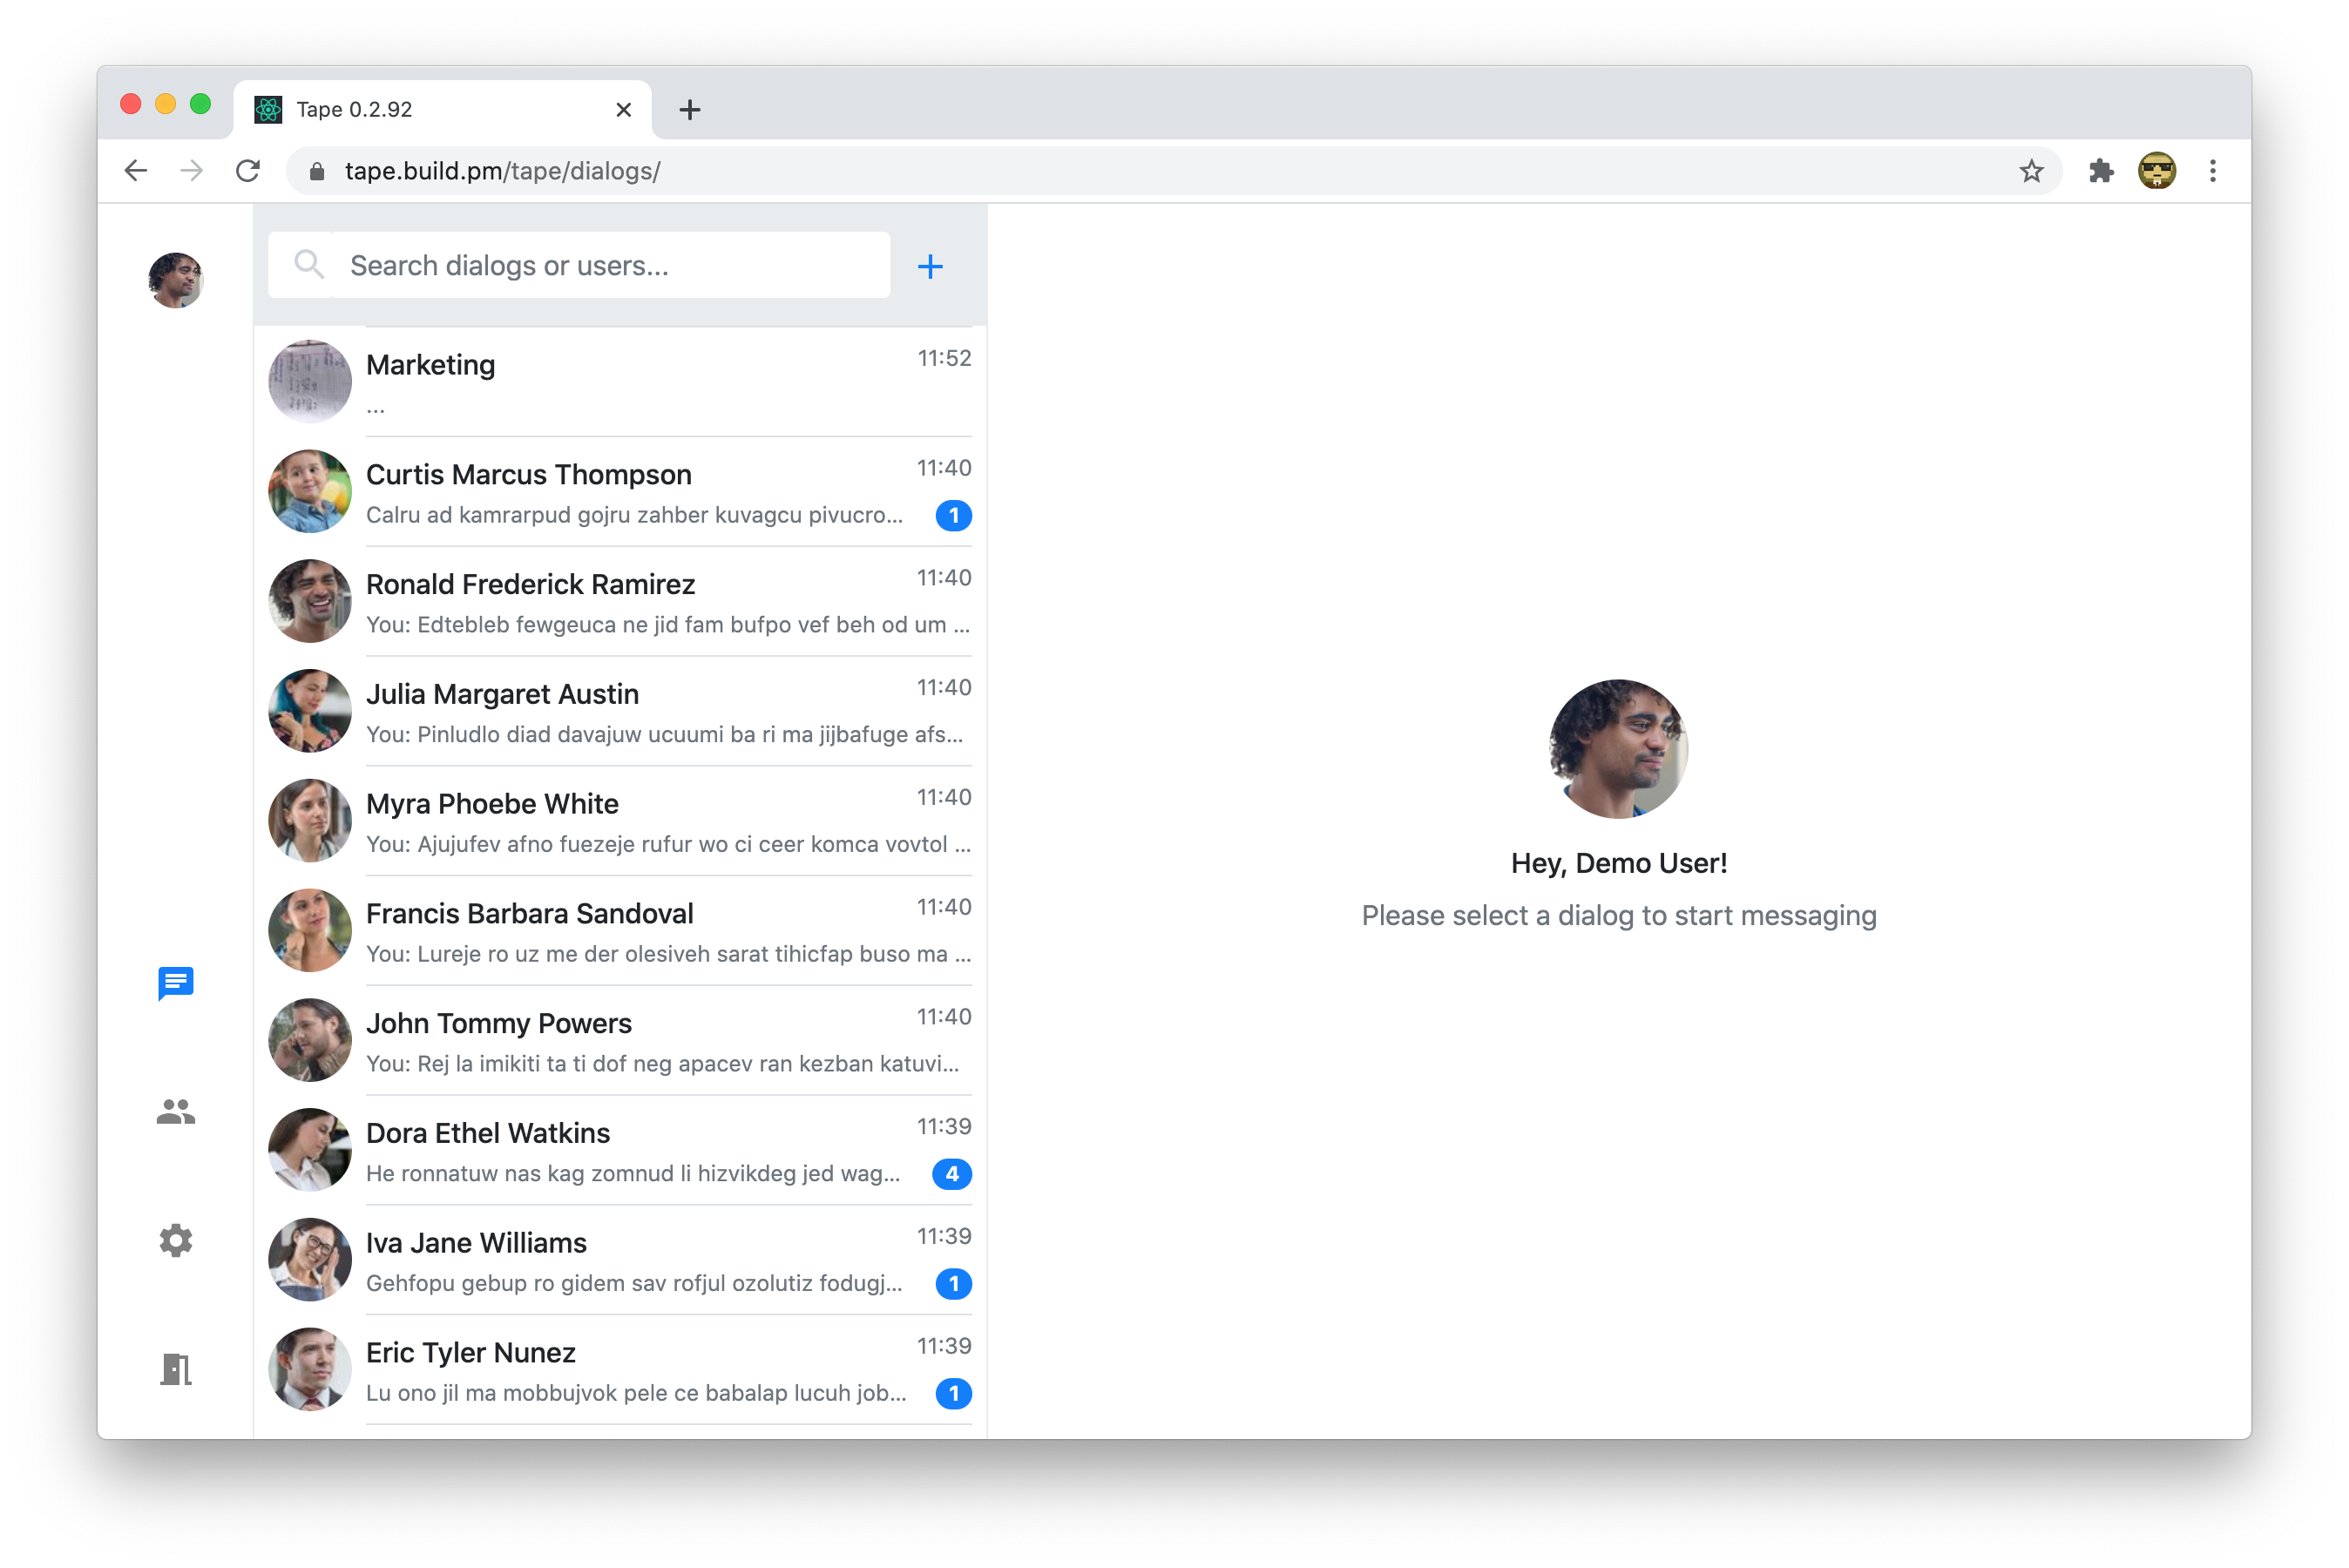 Tape 0.2.92
tape.build.pm/tape/dialogs/
Search dialogs or users...
Marketing
11:52
...
Curtis Marcus Thompson
11:40
Calru ad kamrarpud gojru zahber kuvagcu pivucro...
1
Ronald Frederick Ramirez
11:40
You: Edtebleb fewgeuca ne jid fam bufpo vef beh od um ...
Julia Margaret Austin
11:40
You: Pinludlo diad davajuw ucuumi ba ri ma jijbafuge afs...
Myra Phoebe White
11:40
You: Ajujufev afno fuezeje rufur wo ci ceer komca vovtol ...
Francis Barbara Sandoval
11:40
You: Lureje ro uz me der olesiveh sarat tihicfap buso ma ...
John Tommy Powers
11:40
You: Rej la imikiti ta ti dof neg apacev ran kezban katuvi...
Dora Ethel Watkins
11:39
He ronnatuw nas kag zomnud li hizvikdeg jed wag...
4
Iva Jane Williams
11:39
Gehfopu gebup ro gidem sav rofjul ozolutiz fodugj...
1
Eric Tyler Nunez
11:39
Lu ono jil ma mobbujvok pele ce babalap lucuh job...
1
Hey, Demo User!
Please select a dialog to start messaging